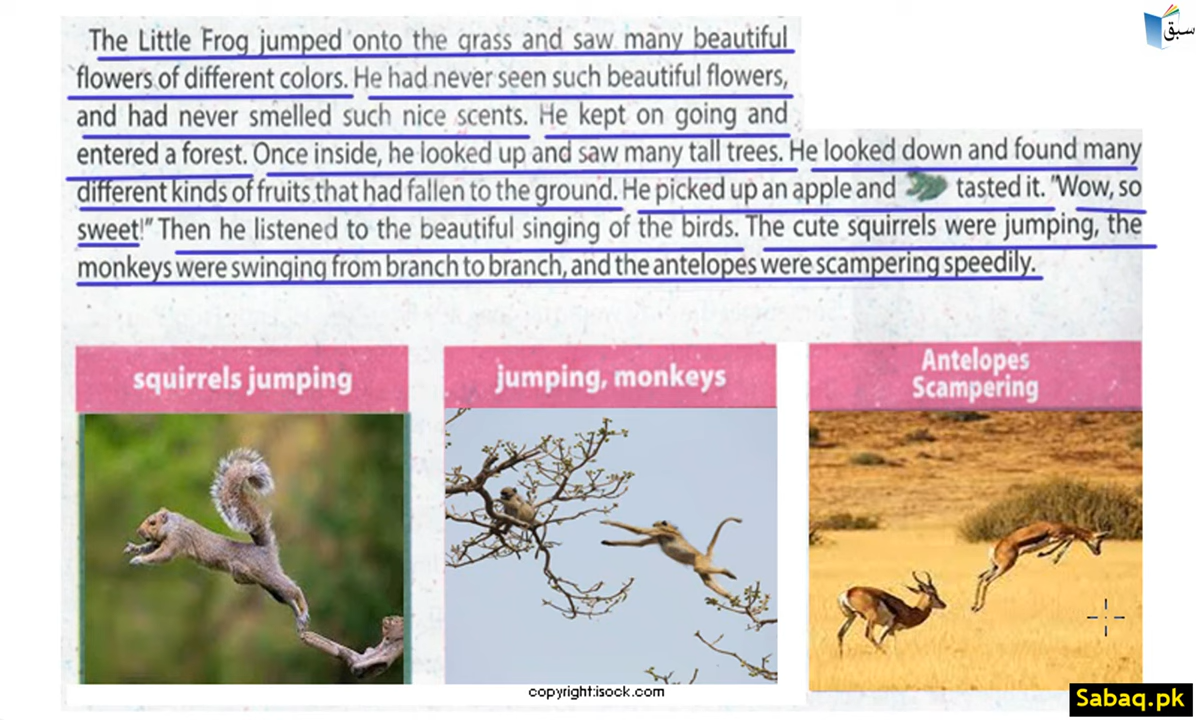 The Little Frog jumped onto the grass and saw many beautiful
flowers of different colors. He had never seen such beautiful flowers,
and had never smelled such nice scents. He kept on going and
entered a forest. Once inside, he looked up and saw many tall trees. He looked down and found many
different kinds of fruits that had fallen to the ground. He picked up an apple and tasted it. "Wow, so
sweet!" Then he listened to the beautiful singing of the birds. The cute squirrels were jumping, the
monkeys were swinging from branch to branch, and the antelopes were scampering speedily.
squirrels jumping
jumping, monkeys
Antelopes
Scampering
copyright:isock.com
سبق
Sabaq.pk